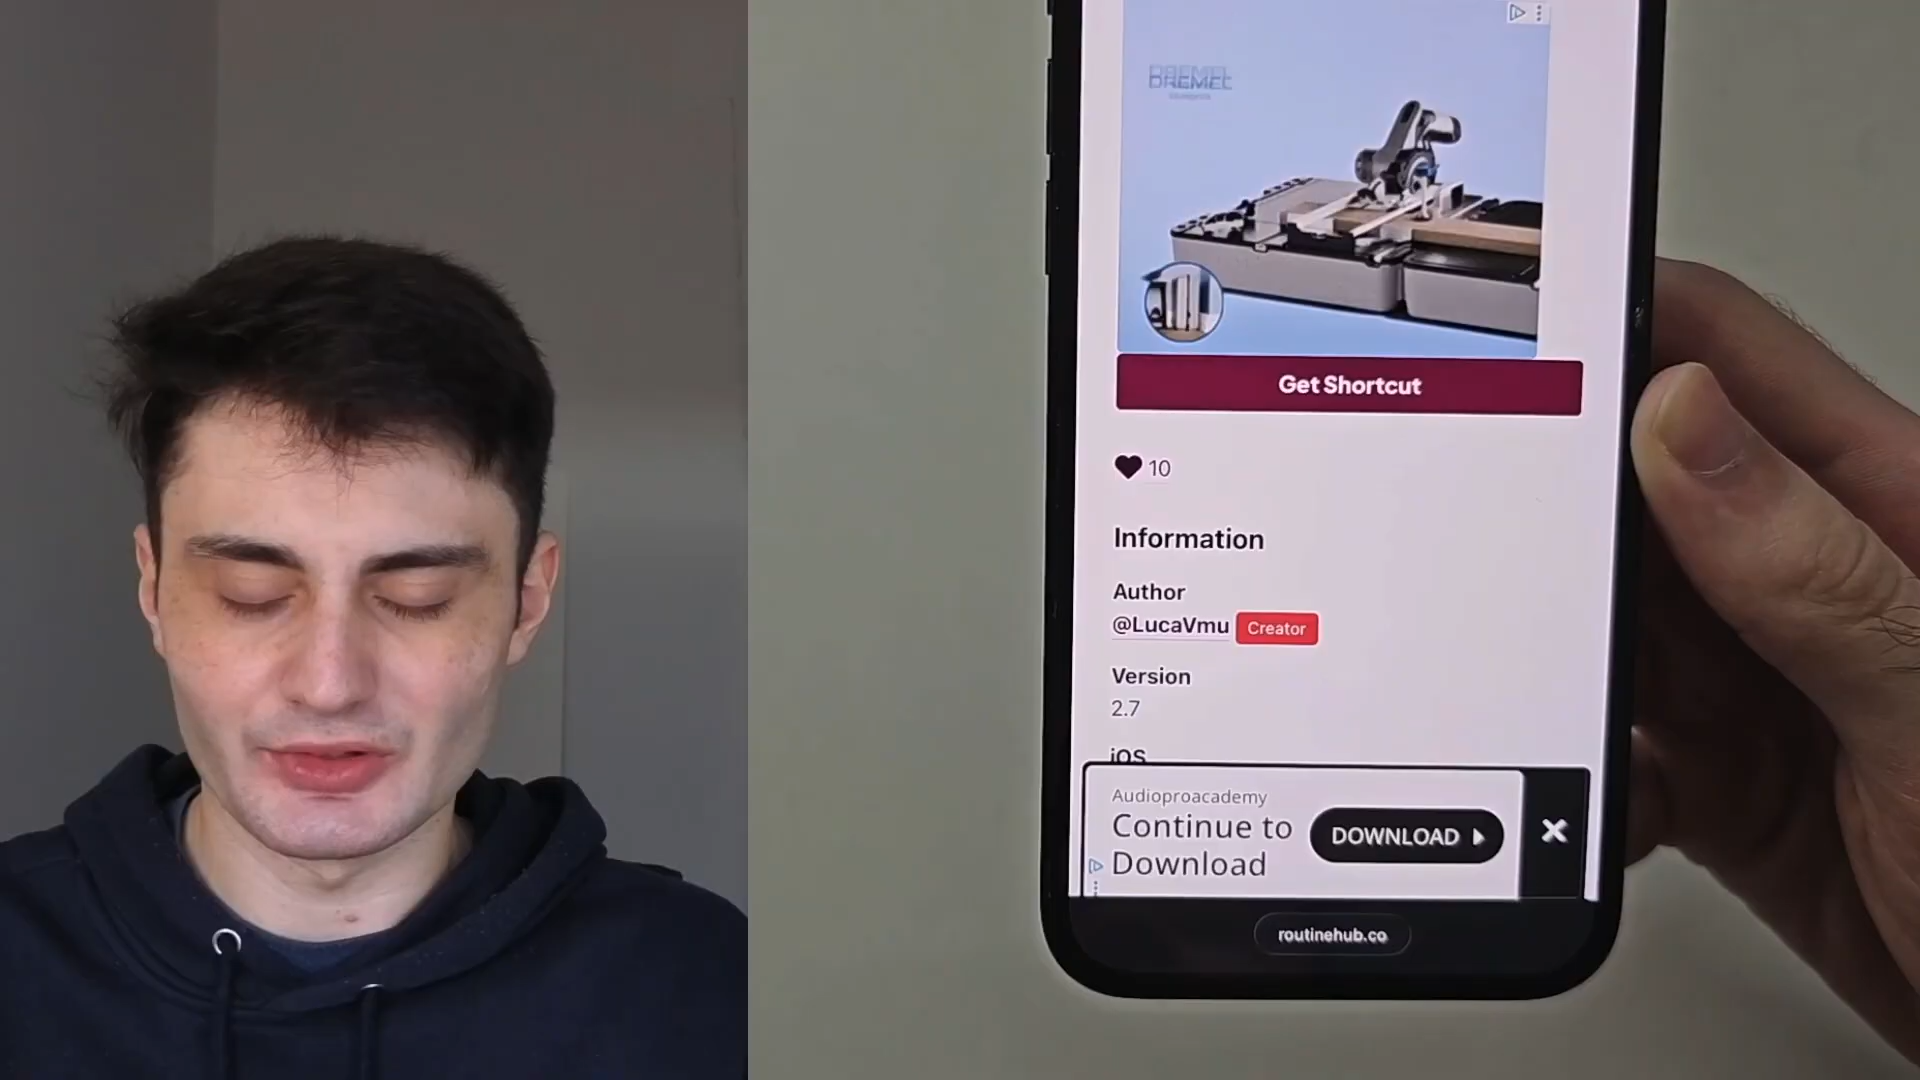 DREMEL
Get Shortcut
10
Information
Author
@LucaVmu Creator
Version
2.7
iOS
Audioproacademy
Continue to
Download
DOWNLOAD
routinehub.co